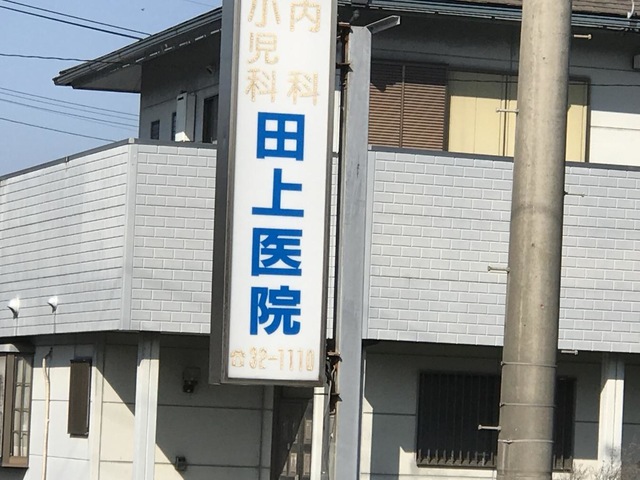 内科
小児科
田上医院
☎32-1110